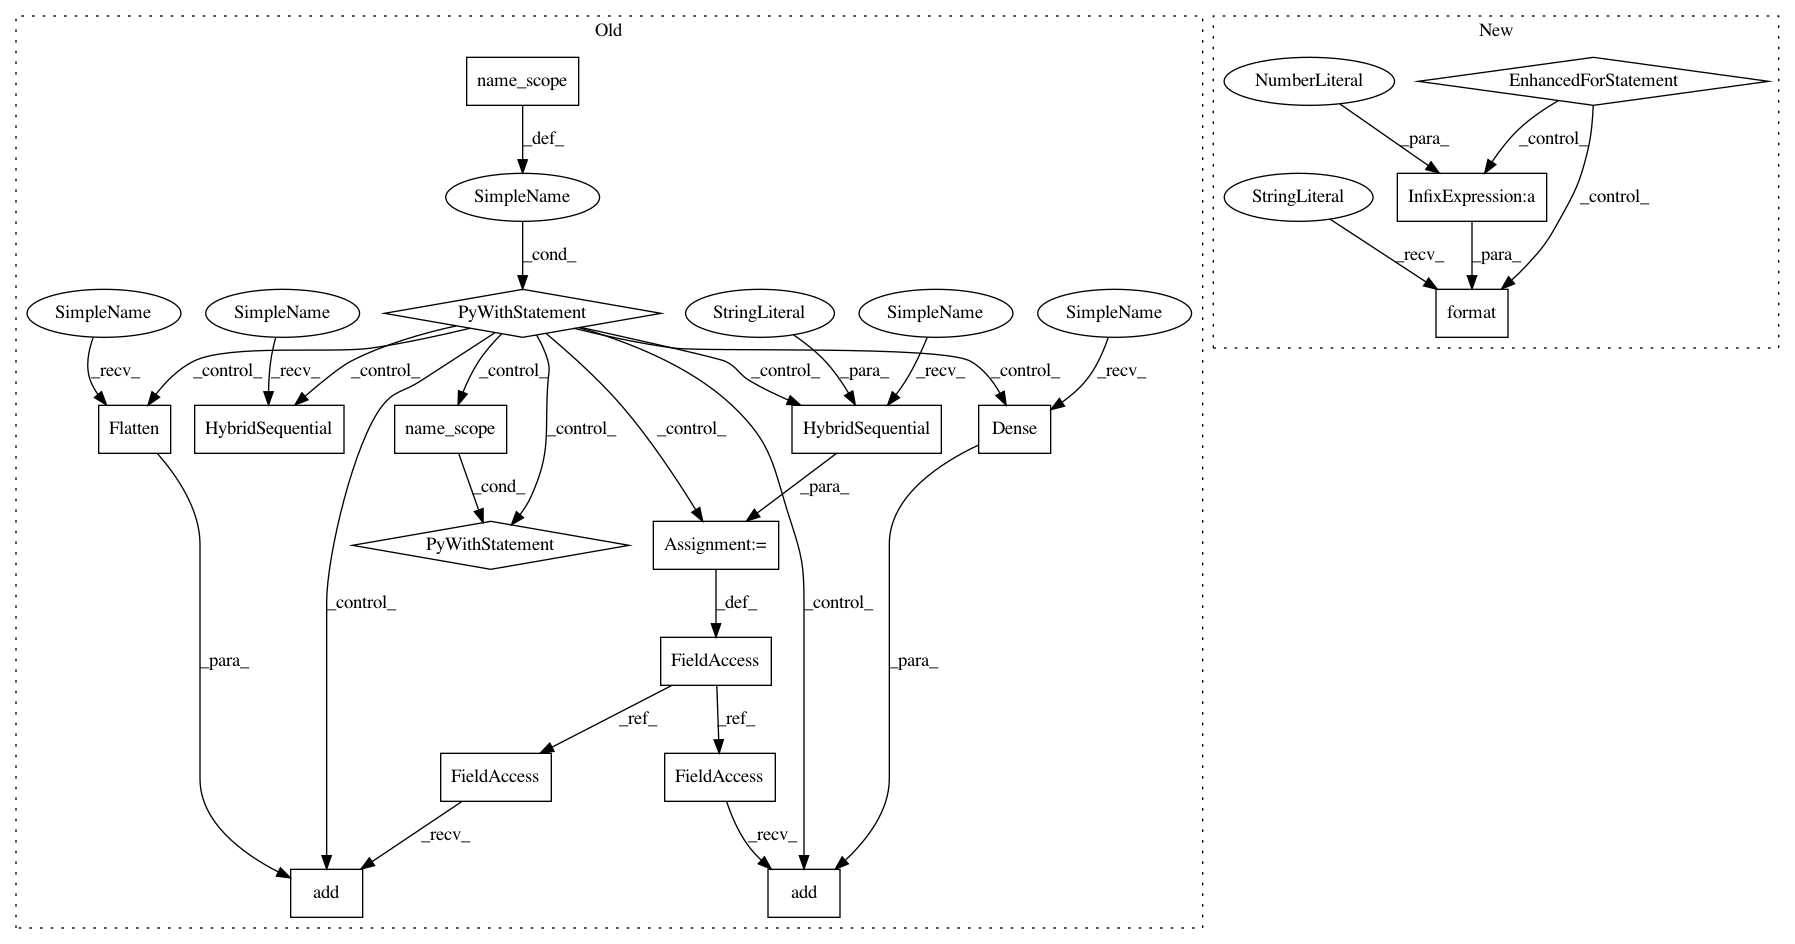 Old
New
name_scope
NumberLiteral
EnhancedForStatement
_def_
_para_
_control_
SimpleName
StringLiteral
InfixExpression:a
_control_
_cond_
_recv_
_para_
SimpleName
SimpleName
PyWithStatement
StringLiteral
SimpleName
SimpleName
format
_recv_
_control_
_recv_
_control_
_control_
_control_
_para_
_recv_
_control_
_recv_
Flatten
HybridSequential
name_scope
_control_
_control_
HybridSequential
Dense
_cond_
_para_
PyWithStatement
Assignment:=
_control_
_def_
_control_
_para_
FieldAccess
_para_
_ref_
_ref_
FieldAccess
FieldAccess
_recv_
_recv_
add
add